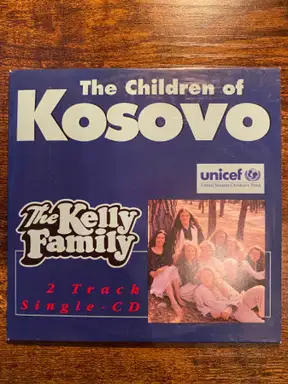 The Children of
Kosovo
unicef
United Nations Children's Fund
The Kelly
Family
2 Track
Single-CD